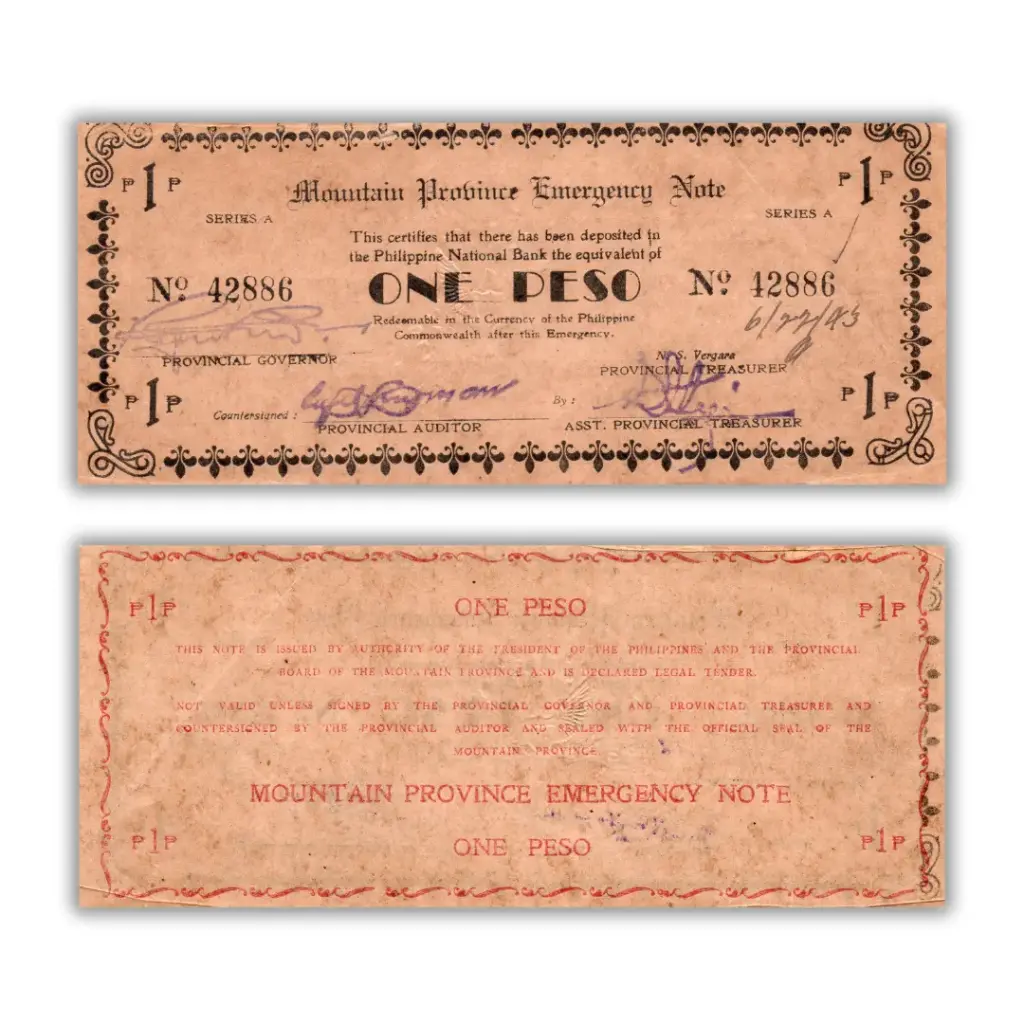 ₱ 1 ₱ ₱ 1 ₱
Mountain Province Emergency Note
SERIES A SERIES A
This certifies that there has been deposited in
the Philippine National Bank the equivalent of
Nº 42886 ONE PESO Nº 42886
Redeemable in the Currency of the Philippine
Commonwealth after this Emergency.
6/22/43
PROVINCIAL GOVERNOR
N. S. Vergara
PROVINCIAL TREASURER
₱ 1 ₱ ₱ 1 ₱
Countersigned : By :
PROVINCIAL AUDITOR ASST. PROVINCIAL TREASURER
₱1₱ ONE PESO ₱1₱
THIS NOTE IS ISSUED BY AUTHORITY OF THE PRESIDENT OF THE PHILIPPINES AND THE PROVINCIAL
BOARD OF THE MOUNTAIN PROVINCE AND IS DECLARED LEGAL TENDER.
NOT VALID UNLESS SIGNED BY THE PROVINCIAL GOVERNOR AND PROVINCIAL TREASURER AND
COUNTERSIGNED BY THE PROVINCIAL AUDITOR AND SEALED WITH THE OFFICIAL SEAL OF THE
MOUNTAIN PROVINCE.
MOUNTAIN PROVINCE EMERGENCY NOTE
₱1₱ ONE PESO ₱1₱